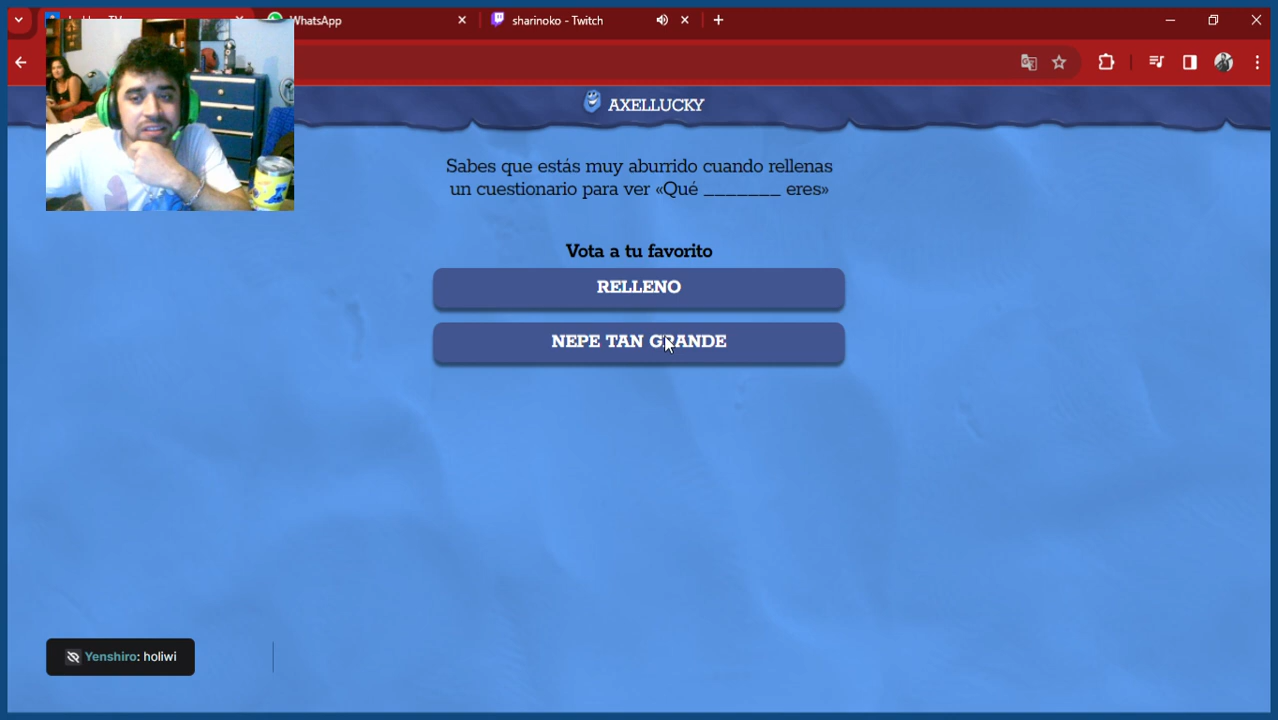 WhatsApp
sharinoko - Twitch
AXELLUCKY
Sabes que estás muy aburrido cuando rellenas
un cuestionario para ver «Qué _______ eres»
Vota a tu favorito
RELLENO
NEPE TAN GRANDE
Yenshiro: holiwi